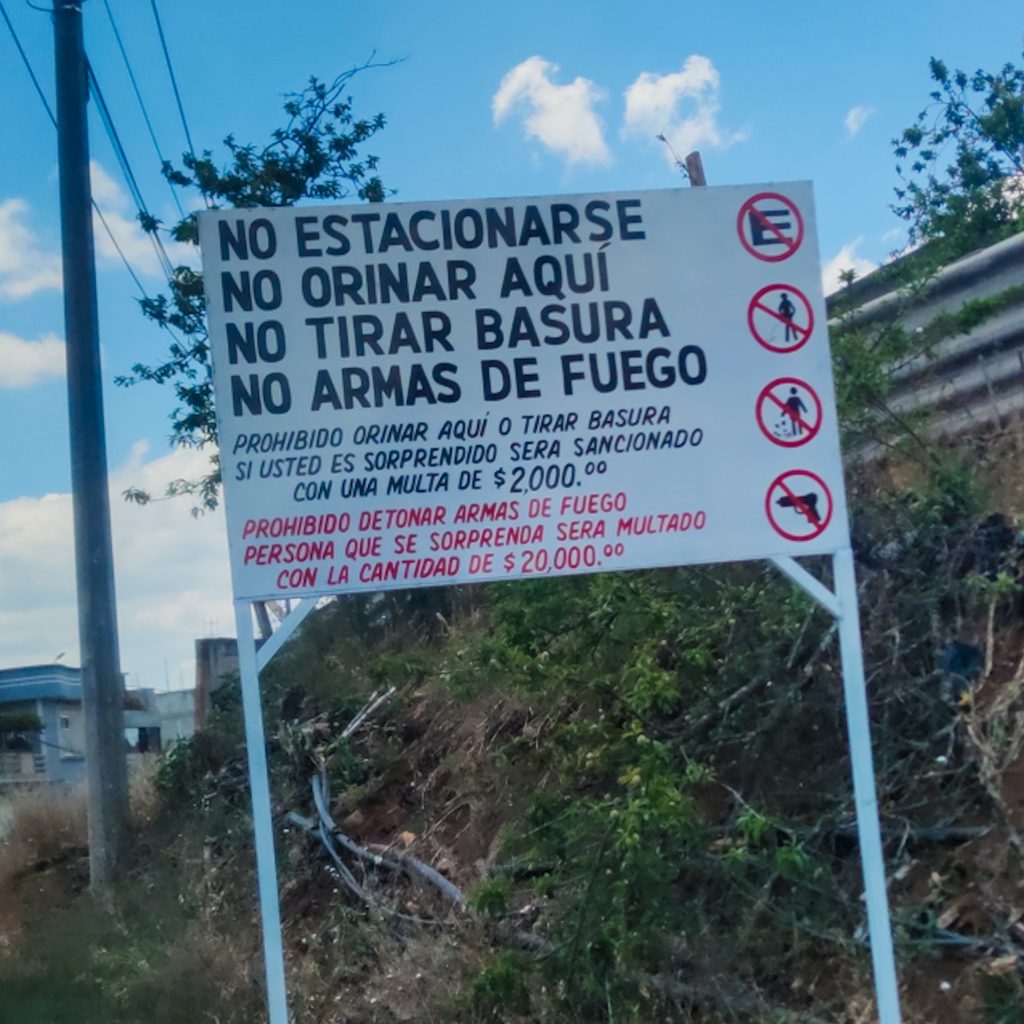 NO ESTACIONARSE
NO ORINAR AQUÍ
NO TIRAR BASURA
NO ARMAS DE FUEGO
PROHIBIDO ORINAR AQUÍ O TIRAR BASURA
SI USTED ES SORPRENDIDO SERA SANCIONADO
CON UNA MULTA DE $2,000.ºº
PROHIBIDO DETONAR ARMAS DE FUEGO
PERSONA QUE SE SORPRENDA SERA MULTADO
CON LA CANTIDAD DE $20,000.ºº
E